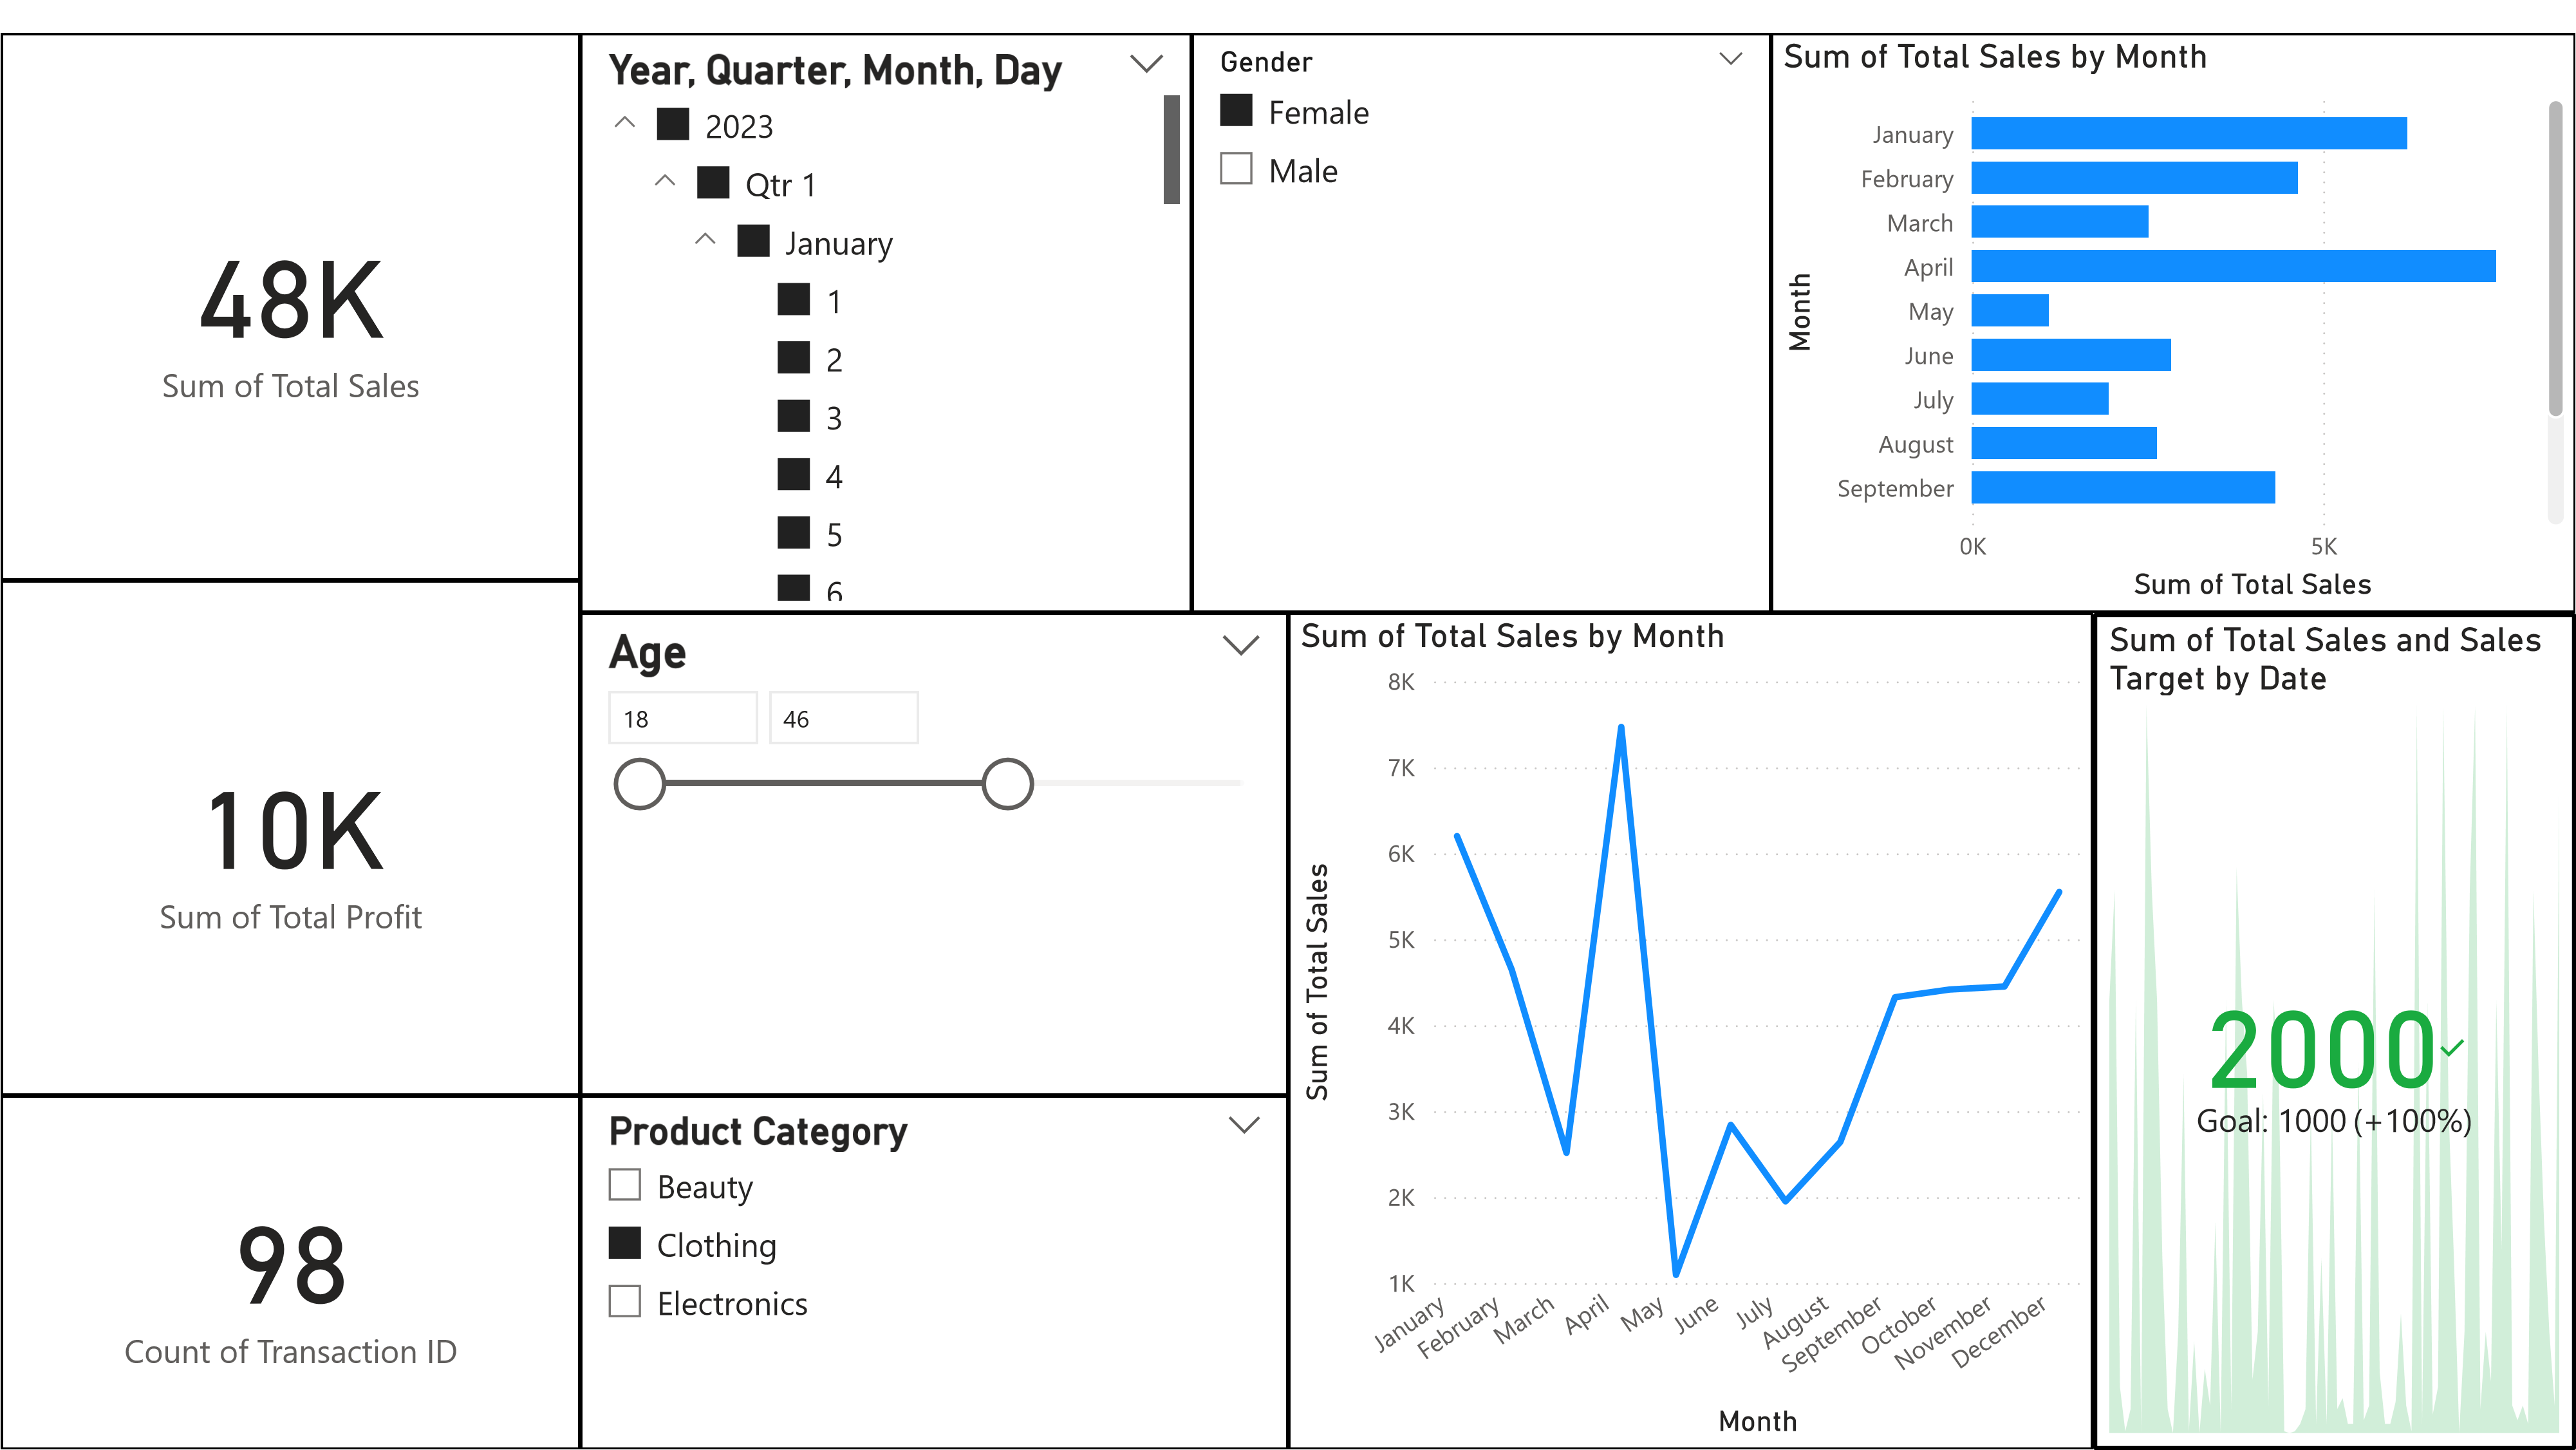 48K
Sum of Total Sales
10K
Sum of Total Profit
98
Count of Transaction ID
Year, Quarter, Month, Day
2023
Qtr 1
January
1
2
3
4
5
6
Gender
Female
Male
Sum of Total Sales by Month
Month
January
February
March
April
May
June
July
August
September
0K 5K
Sum of Total Sales
Age
18 46
Product Category
Beauty
Clothing
Electronics
Sum of Total Sales by Month
Sum of Total Sales
8K
7K
6K
5K
4K
3K
2K
1K
January February March April May June July August September October November December
Month
Sum of Total Sales and Sales
Target by Date
2000
Goal: 1000 (+100%)